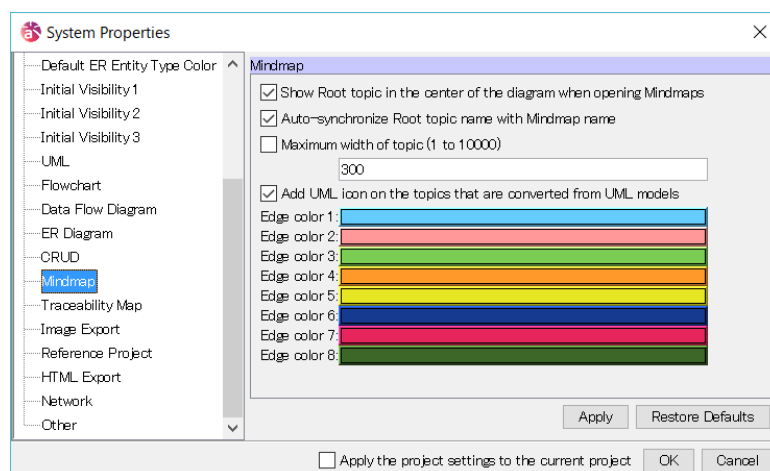 System Properties
Default ER Entity Type Color
Initial Visibility 1
Initial Visibility 2
Initial Visibility 3
UML
Flowchart
Data Flow Diagram
ER Diagram
CRUD
Mindmap
Traceability Map
Image Export
Reference Project
HTML Export
Network
Other
Mindmap
Show Root topic in the center of the diagram when opening Mindmaps
Auto-synchronize Root topic name with Mindmap name
Maximum width of topic (1 to 10000)
300
Add UML icon on the topics that are converted from UML models
Edge color 1:
Edge color 2:
Edge color 3:
Edge color 4:
Edge color 5:
Edge color 6:
Edge color 7:
Edge color 8:
Apply Restore Defaults
Apply the project settings to the current project OK Cancel